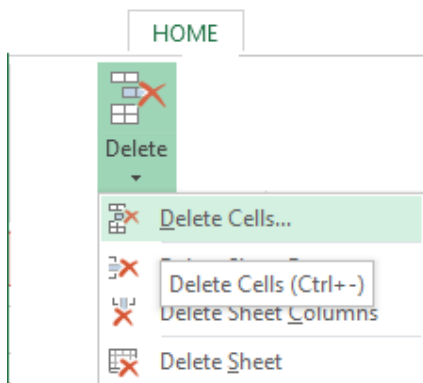 HOME
Delete
Delete Cells...
Delete Cells (Ctrl+-)
Delete Sheet Columns
Delete Sheet